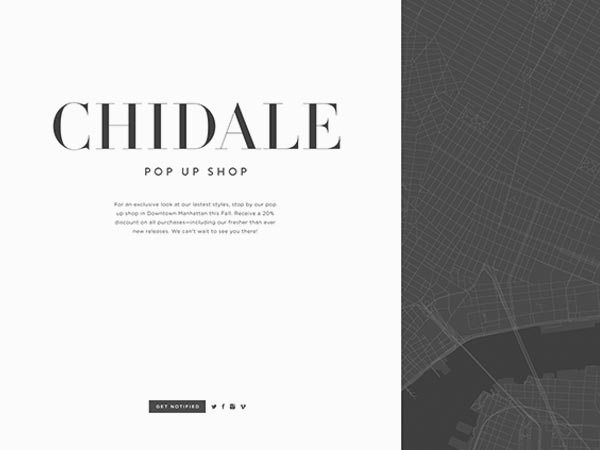 CHIDALE
POP UP SHOP
For an exclusive look at our lastest styles, stop by our pop
up shop in Downtown Manhattan this Fall. Receive a 20%
discount on all purchases—including our fresher than ever
new releases. We can't wait to see you there!
GET NOTIFIED